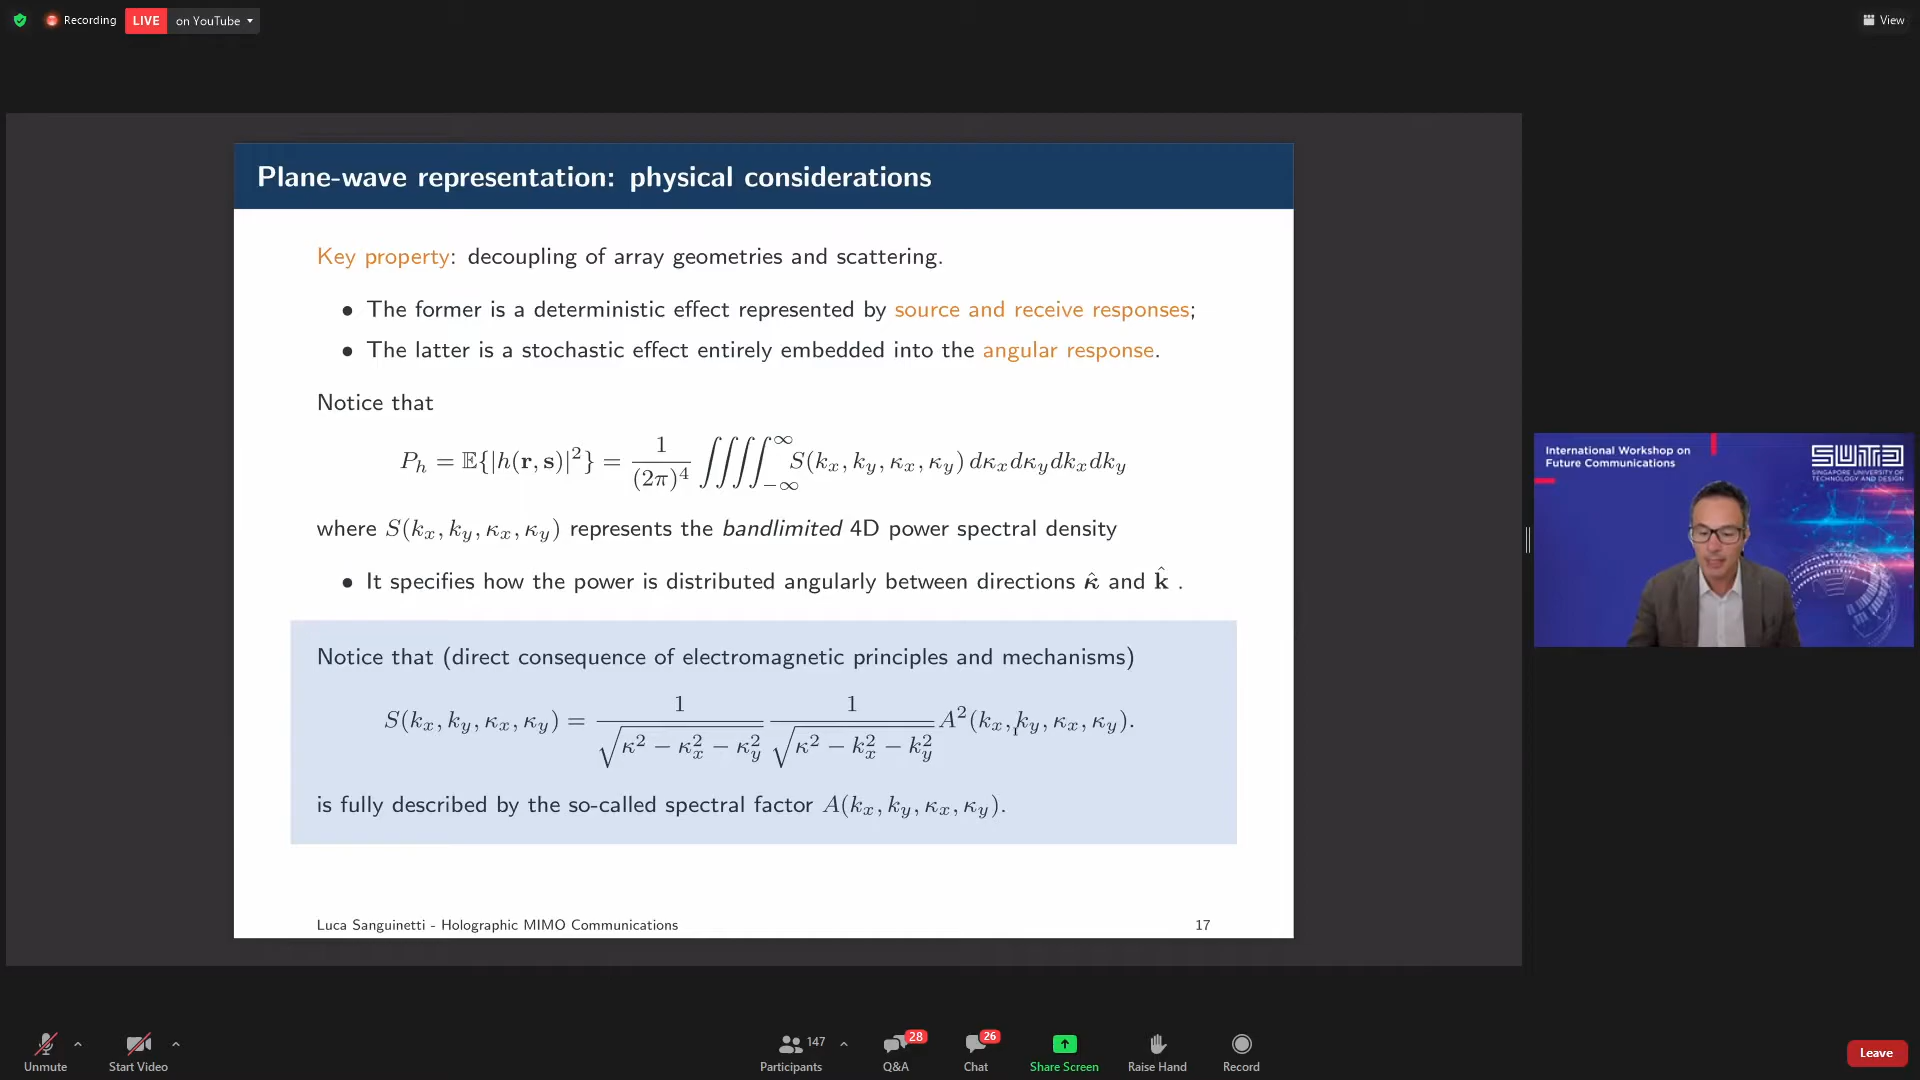 Recording LIVE on YouTube View
Plane-wave representation: physical considerations
Key property: decoupling of array geometries and scattering.
• The former is a deterministic effect represented by source and receive responses;
• The latter is a stochastic effect entirely embedded into the angular response.
Notice that
P_h = 𝔼{|h(r, s)|²} = 1/(2π)⁴ ∫∫∫∫_{−∞}^{∞} S(k_x, k_y, κ_x, κ_y) dκ_x dκ_y dk_x dk_y
where S(k_x, k_y, κ_x, κ_y) represents the bandlimited 4D power spectral density
• It specifies how the power is distributed angularly between directions κ̂ and k̂ .
Notice that (direct consequence of electromagnetic principles and mechanisms)
S(k_x, k_y, κ_x, κ_y) = 1/√(κ² − κ_x² − κ_y²) 1/√(κ² − k_x² − k_y²) A²(k_x, k_y, κ_x, κ_y).
is fully described by the so-called spectral factor A(k_x, k_y, κ_x, κ_y).
Luca Sanguinetti - Holographic MIMO Communications 17
International Workshop on
Future Communications
SUTD
SINGAPORE UNIVERSITY OF
TECHNOLOGY AND DESIGN
147 28 26
Unmute Start Video Participants Q&A Chat Share Screen Raise Hand Record Leave